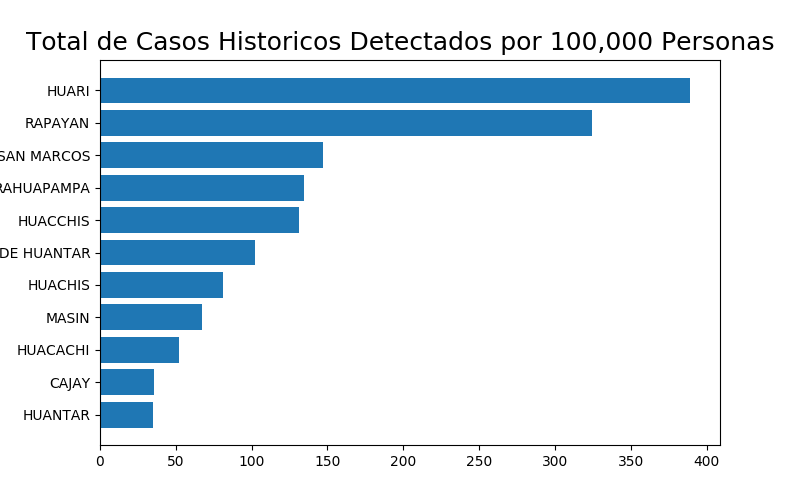 Total de Casos Historicos Detectados por 100,000 Personas
HUARI
RAPAYAN
SAN MARCOS
RAHUAPAMPA
HUACCHIS
DE HUANTAR
HUACHIS
MASIN
HUACACHI
CAJAY
HUANTAR
0 50 100 150 200 250 300 350 400